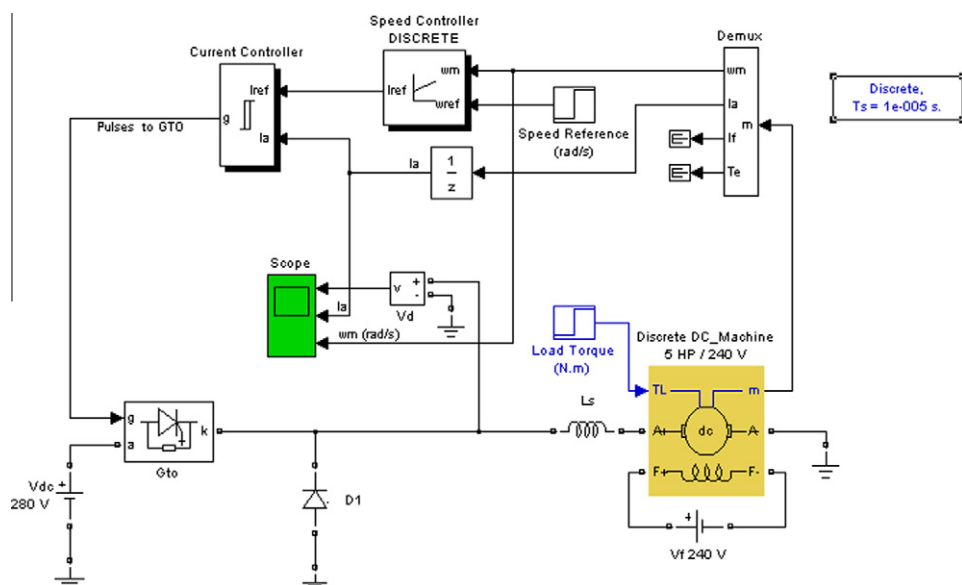 Speed Controller
DISCRETE
Demux
Current Controller
Iref
g
Ia
Iref
wm
wref
Speed Reference
(rad/s)
wm
Ia
If
Te
m
Discrete,
Ts = 1e-005 s.
Pulses to GTO
Ia
1
z
Scope
Ia
wm (rad/s)
v
+
-
Vd
Load Torque
(N.m)
Discrete DC_Machine
5 HP / 240 V
TL
m
A+
dc
A-
F+
F-
Ls
g
a
k
Gto
Vdc
+
280 V
D1
+
Vf 240 V